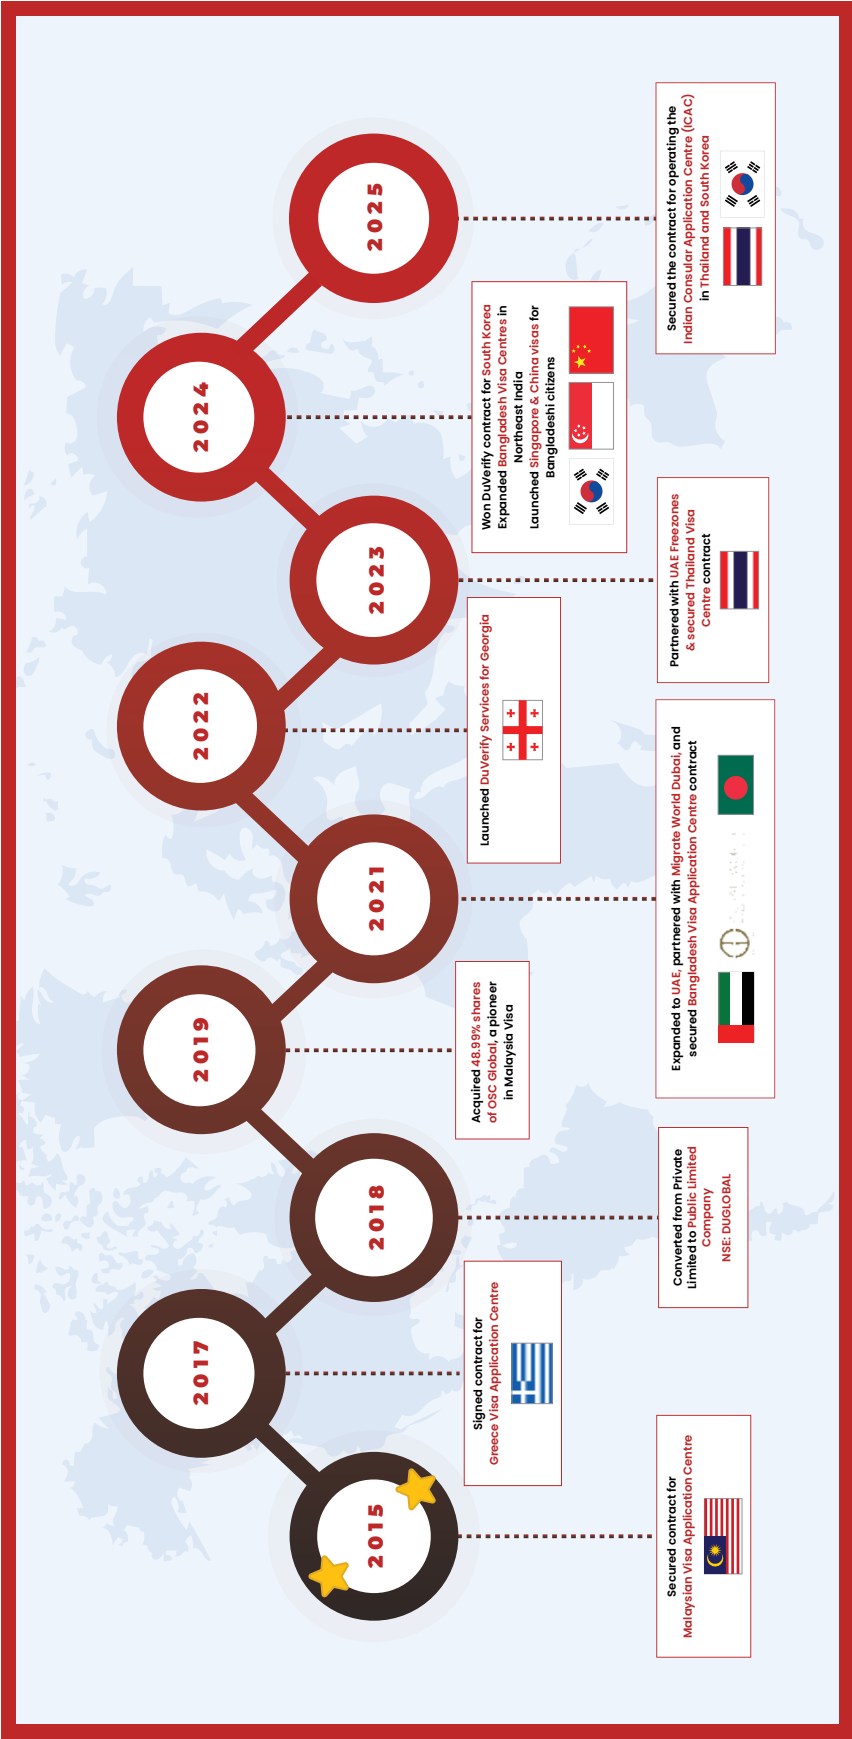 2015
Secured contract for
Malaysian Visa Application Centre
2017
Signed contract for
Greece Visa Application Centre
2018
Converted from Private
Limited to Public Limited
Company
NSE: DUGLOBAL
2019
Acquired 48.99% shares
of OSC Global, a pioneer
in Malaysia Visa
2021
Expanded to UAE, partnered with Migrate World Dubai, and
secured Bangladesh Visa Application Centre contract
2022
Launched DuVerify Services for Georgia
2023
Partnered with UAE Freezones
& secured Thailand Visa
Centre contract
2024
Won DuVerify contract for South Korea
Expanded Bangladesh Visa Centres in
Northeast India
Launched Singapore & China visas for
Bangladeshi citizens
2025
Secured the contract for operating the
Indian Consular Application Centre (ICAC)
in Thailand and South Korea